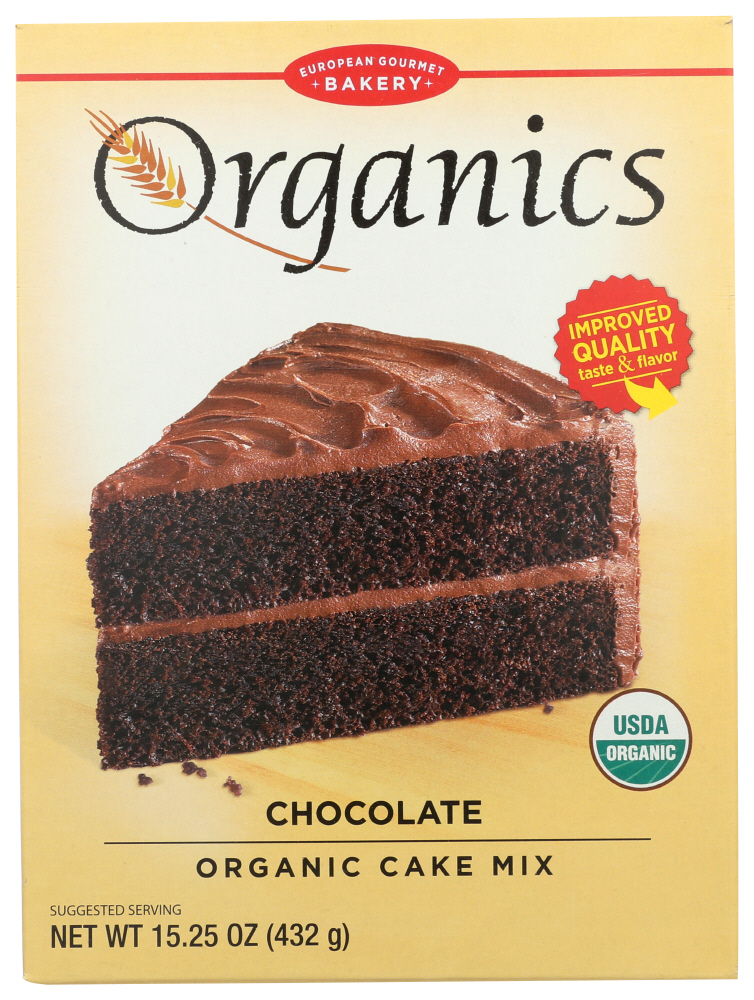 EUROPEAN GOURMET
BAKERY
Organics
IMPROVED
QUALITY
taste & flavor
USDA
ORGANIC
CHOCOLATE
ORGANIC CAKE MIX
SUGGESTED SERVING
NET WT 15.25 OZ (432 g)